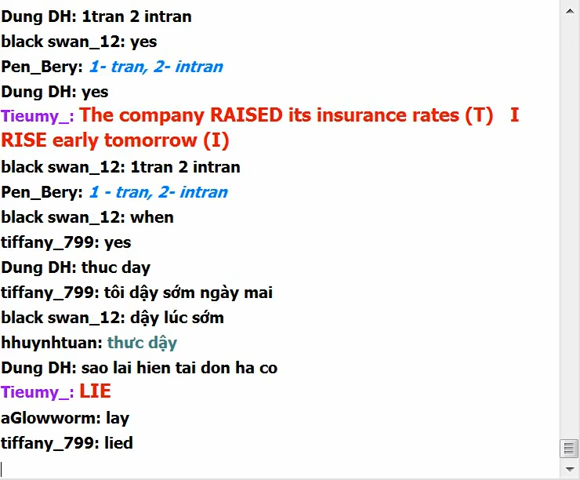 Dung DH: 1tran 2 intran
black swan_12: yes
Pen_Bery: 1- tran, 2- intran
Dung DH: yes
Tieumy_: The company RAISED its insurance rates (T)   I
RISE early tomorrow (I)
black swan_12: 1tran 2 intran
Pen_Bery: 1 - tran, 2- intran
black swan_12: when
tiffany_799: yes
Dung DH: thuc day
tiffany_799: tôi dậy sớm ngày mai
black swan_12: dậy lúc sớm
hhuynhtuan: thưc dậy
Dung DH: sao lai hien tai don ha co
Tieumy_: LIE
aGlowworm: lay
tiffany_799: lied